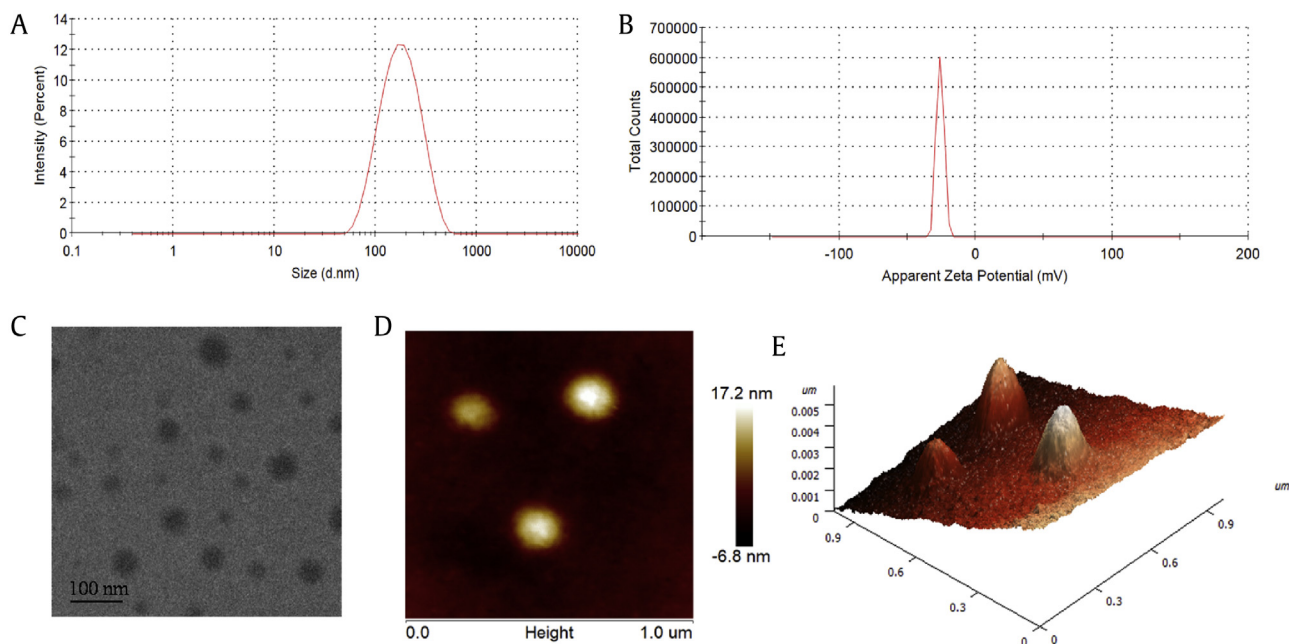 A
14
12
10
8
6
4
2
0
Intensity (Percent)
0.1 1 10 100 1000 10000
Size (d.nm)
B
700000
600000
500000
400000
300000
200000
100000
0
Total Counts
-100 0 100 200
Apparent Zeta Potential (mV)
C
100 nm
D
17.2 nm
-6.8 nm
0.0 Height 1.0 um
E
um
0.005
0.004
0.003
0.002
0.001
0
0.9
0.6
0.3
0
um
0.9
0.6
0.3
0